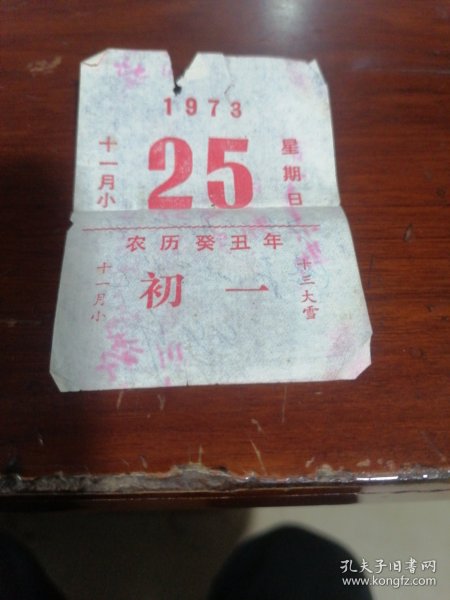 1973
十一月小
25
星期日
农历癸丑年
十一月小
初一
十三大雪
孔夫子旧书网
www.kongfz.com